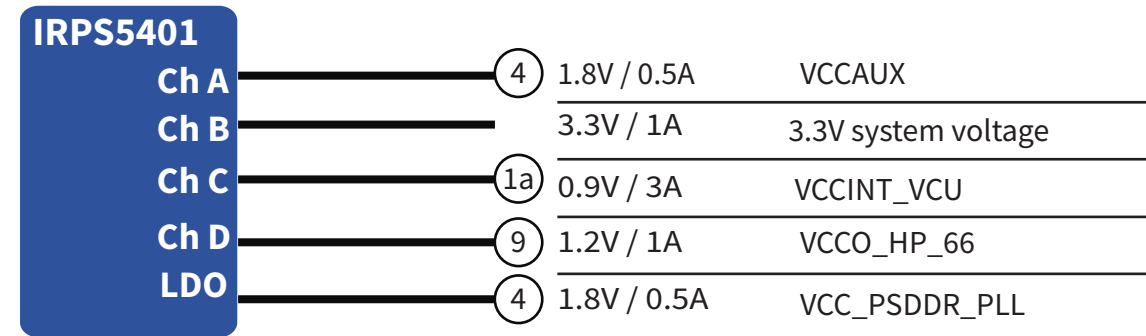 IRPS5401
Ch A 4 1.8V / 0.5A VCCAUX
Ch B 3.3V / 1A 3.3V system voltage
Ch C 1a 0.9V / 3A VCCINT_VCU
Ch D 9 1.2V / 1A VCCO_HP_66
LDO 4 1.8V / 0.5A VCC_PSDDR_PLL